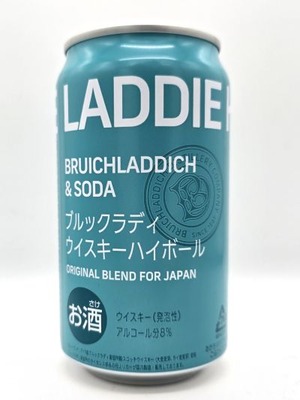 E LADDIE H
BRUICHLADDICH
& SODA
ブルックラディ
ウイスキーハイボール
ORIGINAL BLEND FOR JAPAN
さけ
お酒
ウイスキー(発泡性)
アルコール分8%